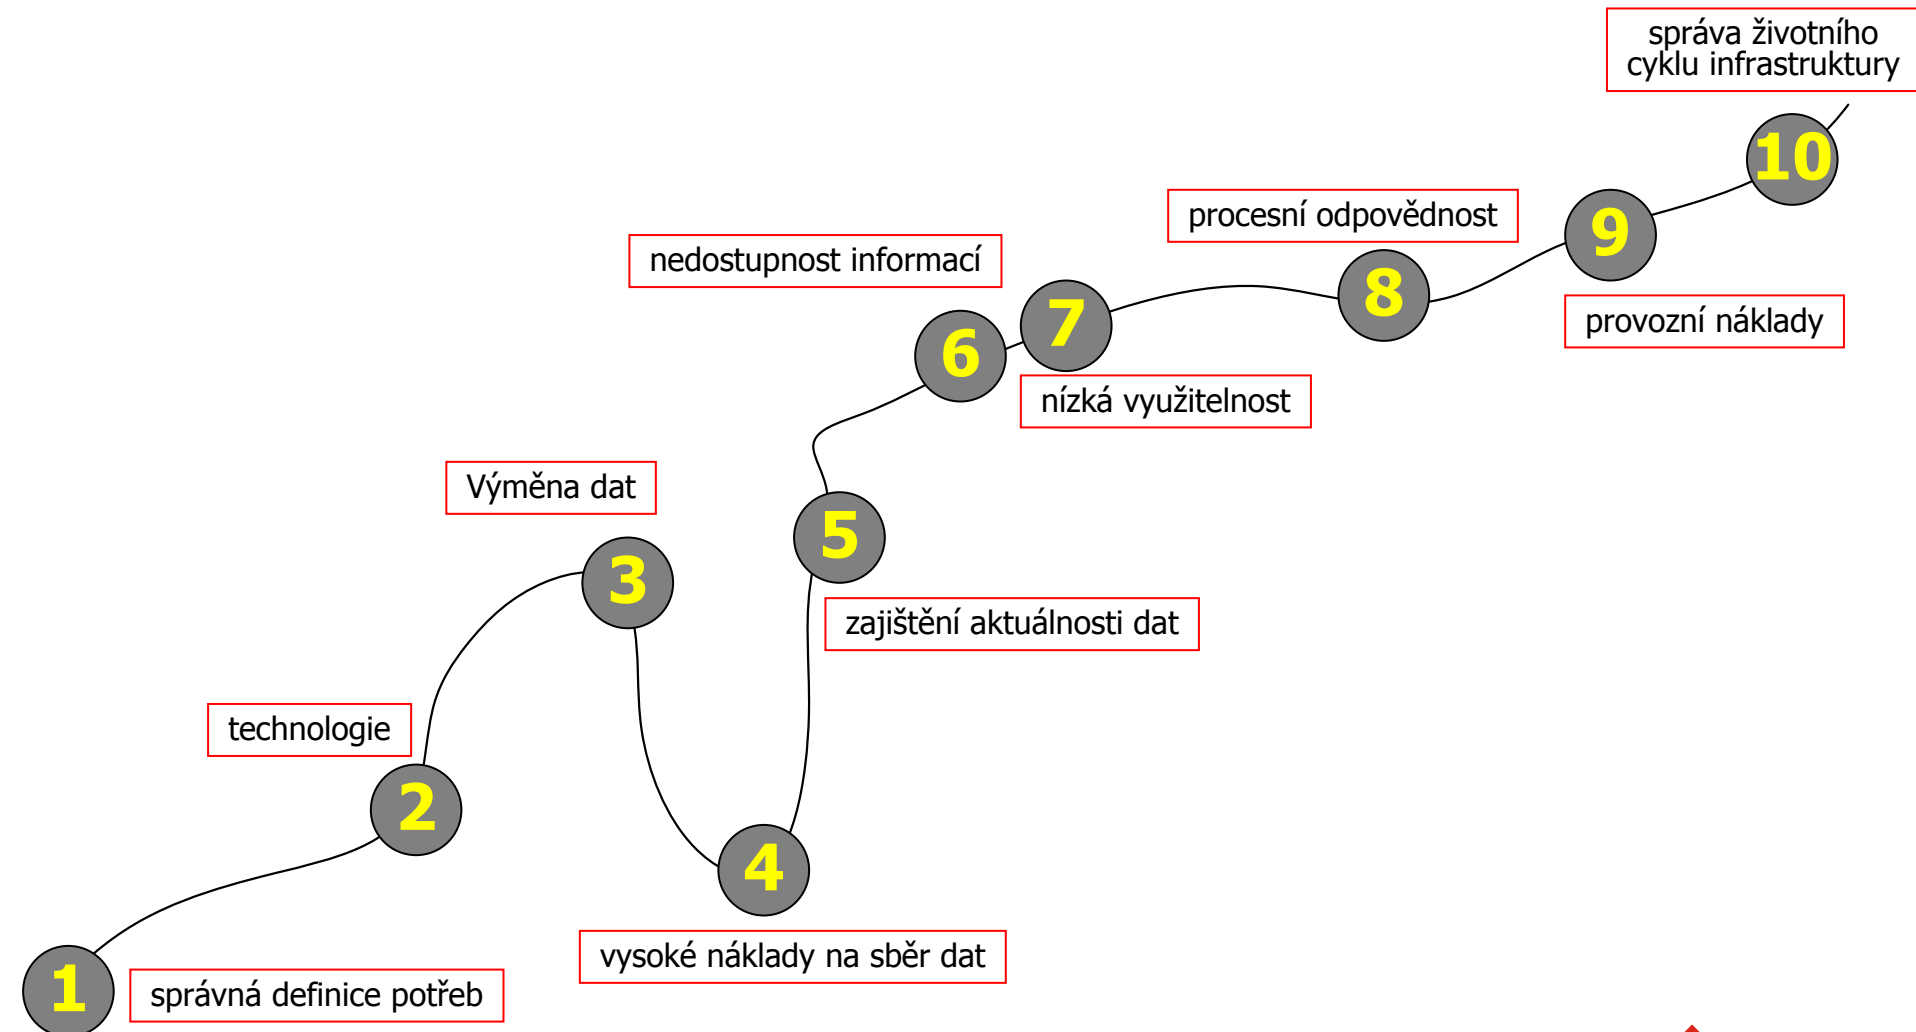 správa životního
cyklu infrastruktury
10
procesní odpovědnost
9
nedostupnost informací
8
7
provozní náklady
6
nízká využitelnost
Výměna dat
5
3
zajištění aktuálnosti dat
technologie
2
4
vysoké náklady na sběr dat
1
správná definice potřeb